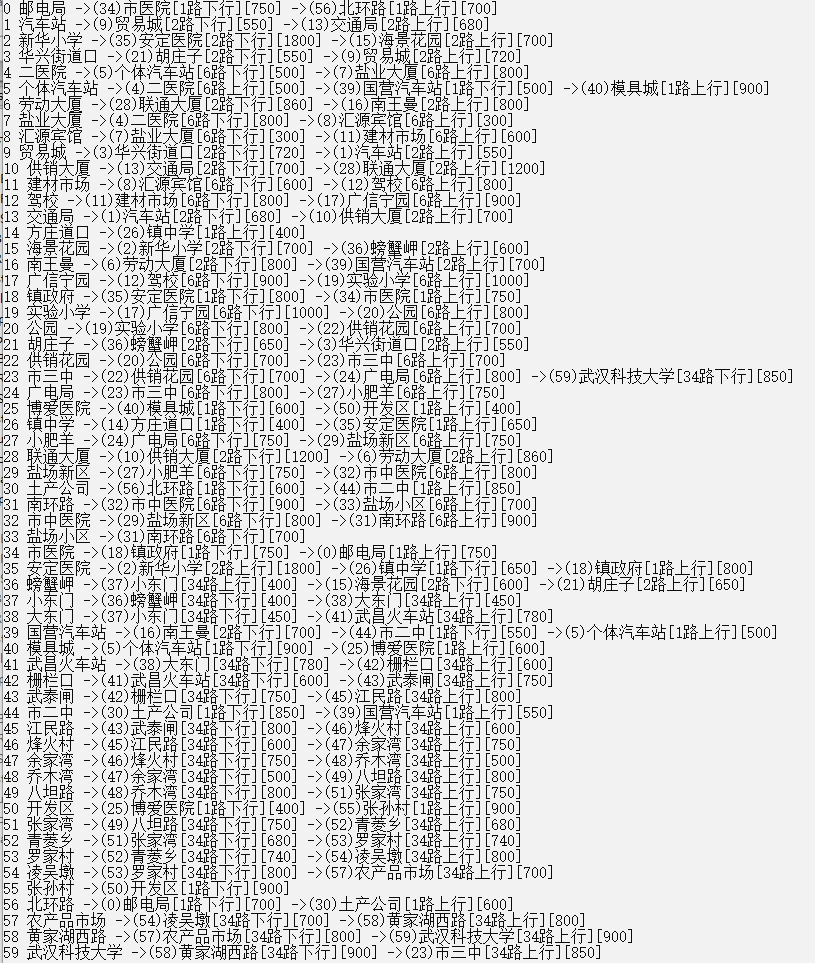 0 邮电局 ->(34)市医院[1路下行][750] ->(56)北环路[1路上行][700]
1 汽车站 ->(9)贸易城[2路下行][550] ->(13)交通局[2路上行][680]
2 新华小学 ->(35)安定医院[2路下行][1800] ->(15)海景花园[2路上行][700]
3 华兴街道口 ->(21)胡庄子[2路下行][550] ->(9)贸易城[2路上行][720]
4 二医院 ->(5)个体汽车站[6路下行][500] ->(7)盐业大厦[6路上行][800]
5 个体汽车站 ->(4)二医院[6路上行][500] ->(39)国营汽车站[1路下行][500] ->(40)模具城[1路上行][900]
6 劳动大厦 ->(28)联通大厦[2路下行][860] ->(16)南王曼[2路上行][800]
7 盐业大厦 ->(4)二医院[6路下行][800] ->(8)汇源宾馆[6路上行][300]
8 汇源宾馆 ->(7)盐业大厦[6路下行][300] ->(11)建材市场[6路上行][600]
9 贸易城 ->(3)华兴街道口[2路下行][720] ->(1)汽车站[2路上行][550]
10 供销大厦 ->(13)交通局[2路下行][700] ->(28)联通大厦[2路上行][1200]
11 建材市场 ->(8)汇源宾馆[6路下行][600] ->(12)驾校[6路上行][800]
12 驾校 ->(11)建材市场[6路下行][800] ->(17)广信宁园[6路上行][900]
13 交通局 ->(1)汽车站[2路下行][680] ->(10)供销大厦[2路上行][700]
14 方庄道口 ->(26)镇中学[1路上行][400]
15 海景花园 ->(2)新华小学[2路下行][700] ->(36)螃蟹岬[2路上行][600]
16 南王曼 ->(6)劳动大厦[2路下行][800] ->(39)国营汽车站[2路上行][700]
17 广信宁园 ->(12)驾校[6路下行][900] ->(19)实验小学[6路上行][1000]
18 镇政府 ->(35)安定医院[1路下行][800] ->(34)市医院[1路上行][750]
19 实验小学 ->(17)广信宁园[6路下行][1000] ->(20)公园[6路上行][800]
20 公园 ->(19)实验小学[6路下行][800] ->(22)供销花园[6路上行][700]
21 胡庄子 ->(36)螃蟹岬[2路下行][650] ->(3)华兴街道口[2路上行][550]
22 供销花园 ->(20)公园[6路下行][700] ->(23)市三中[6路上行][700]
23 市三中 ->(22)供销花园[6路下行][700] ->(24)广电局[6路上行][800] ->(59)武汉科技大学[34路下行][850]
24 广电局 ->(23)市三中[6路下行][800] ->(27)小肥羊[6路上行][750]
25 博爱医院 ->(40)模具城[1路下行][600] ->(50)开发区[1路上行][400]
26 镇中学 ->(14)方庄道口[1路下行][400] ->(35)安定医院[1路上行][650]
27 小肥羊 ->(24)广电局[6路下行][750] ->(29)盐场新区[6路上行][750]
28 联通大厦 ->(10)供销大厦[2路下行][1200] ->(6)劳动大厦[2路上行][860]
29 盐场新区 ->(27)小肥羊[6路下行][750] ->(32)市中医院[6路上行][800]
30 土产公司 ->(56)北环路[1路下行][600] ->(44)市二中[1路上行][850]
31 南环路 ->(32)市中医院[6路下行][900] ->(33)盐场小区[6路上行][700]
32 市中医院 ->(29)盐场新区[6路下行][800] ->(31)南环路[6路上行][900]
33 盐场小区 ->(31)南环路[6路下行][700]
34 市医院 ->(18)镇政府[1路下行][750] ->(0)邮电局[1路上行][750]
35 安定医院 ->(2)新华小学[2路上行][1800] ->(26)镇中学[1路下行][650] ->(18)镇政府[1路上行][800]
36 螃蟹岬 ->(37)小东门[34路上行][400] ->(15)海景花园[2路下行][600] ->(21)胡庄子[2路上行][650]
37 小东门 ->(36)螃蟹岬[34路下行][400] ->(38)大东门[34路上行][450]
38 大东门 ->(37)小东门[34路下行][450] ->(41)武昌火车站[34路上行][780]
39 国营汽车站 ->(16)南王曼[2路下行][700] ->(44)市二中[1路下行][550] ->(5)个体汽车站[1路上行][500]
40 模具城 ->(5)个体汽车站[1路下行][900] ->(25)博爱医院[1路上行][600]
41 武昌火车站 ->(38)大东门[34路下行][780] ->(42)栅栏口[34路上行][600]
42 栅栏口 ->(41)武昌火车站[34路下行][600] ->(43)武泰闸[34路上行][750]
43 武泰闸 ->(42)栅栏口[34路下行][750] ->(45)江民路[34路上行][800]
44 市二中 ->(30)土产公司[1路下行][850] ->(39)国营汽车站[1路上行][550]
45 江民路 ->(43)武泰闸[34路下行][800] ->(46)烽火村[34路上行][600]
46 烽火村 ->(45)江民路[34路下行][600] ->(47)余家湾[34路上行][750]
47 余家湾 ->(46)烽火村[34路下行][750] ->(48)乔木湾[34路上行][500]
48 乔木湾 ->(47)余家湾[34路下行][500] ->(49)八坦路[34路上行][800]
49 八坦路 ->(48)乔木湾[34路下行][800] ->(51)张家湾[34路上行][750]
50 开发区 ->(25)博爱医院[1路下行][400] ->(55)张孙村[1路上行][900]
51 张家湾 ->(49)八坦路[34路下行][750] ->(52)青菱乡[34路上行][680]
52 青菱乡 ->(51)张家湾[34路下行][680] ->(53)罗家村[34路上行][740]
53 罗家村 ->(52)青菱乡[34路下行][740] ->(54)凌吴墩[34路上行][800]
54 凌吴墩 ->(53)罗家村[34路下行][800] ->(57)农产品市场[34路上行][700]
55 张孙村 ->(50)开发区[1路下行][900]
56 北环路 ->(0)邮电局[1路下行][700] ->(30)土产公司[1路上行][600]
57 农产品市场 ->(54)凌吴墩[34路下行][700] ->(58)黄家湖西路[34路上行][800]
58 黄家湖西路 ->(57)农产品市场[34路下行][800] ->(59)武汉科技大学[34路上行][900]
59 武汉科技大学 ->(58)黄家湖西路[34路下行][900] ->(23)市三中[34路上行][850]